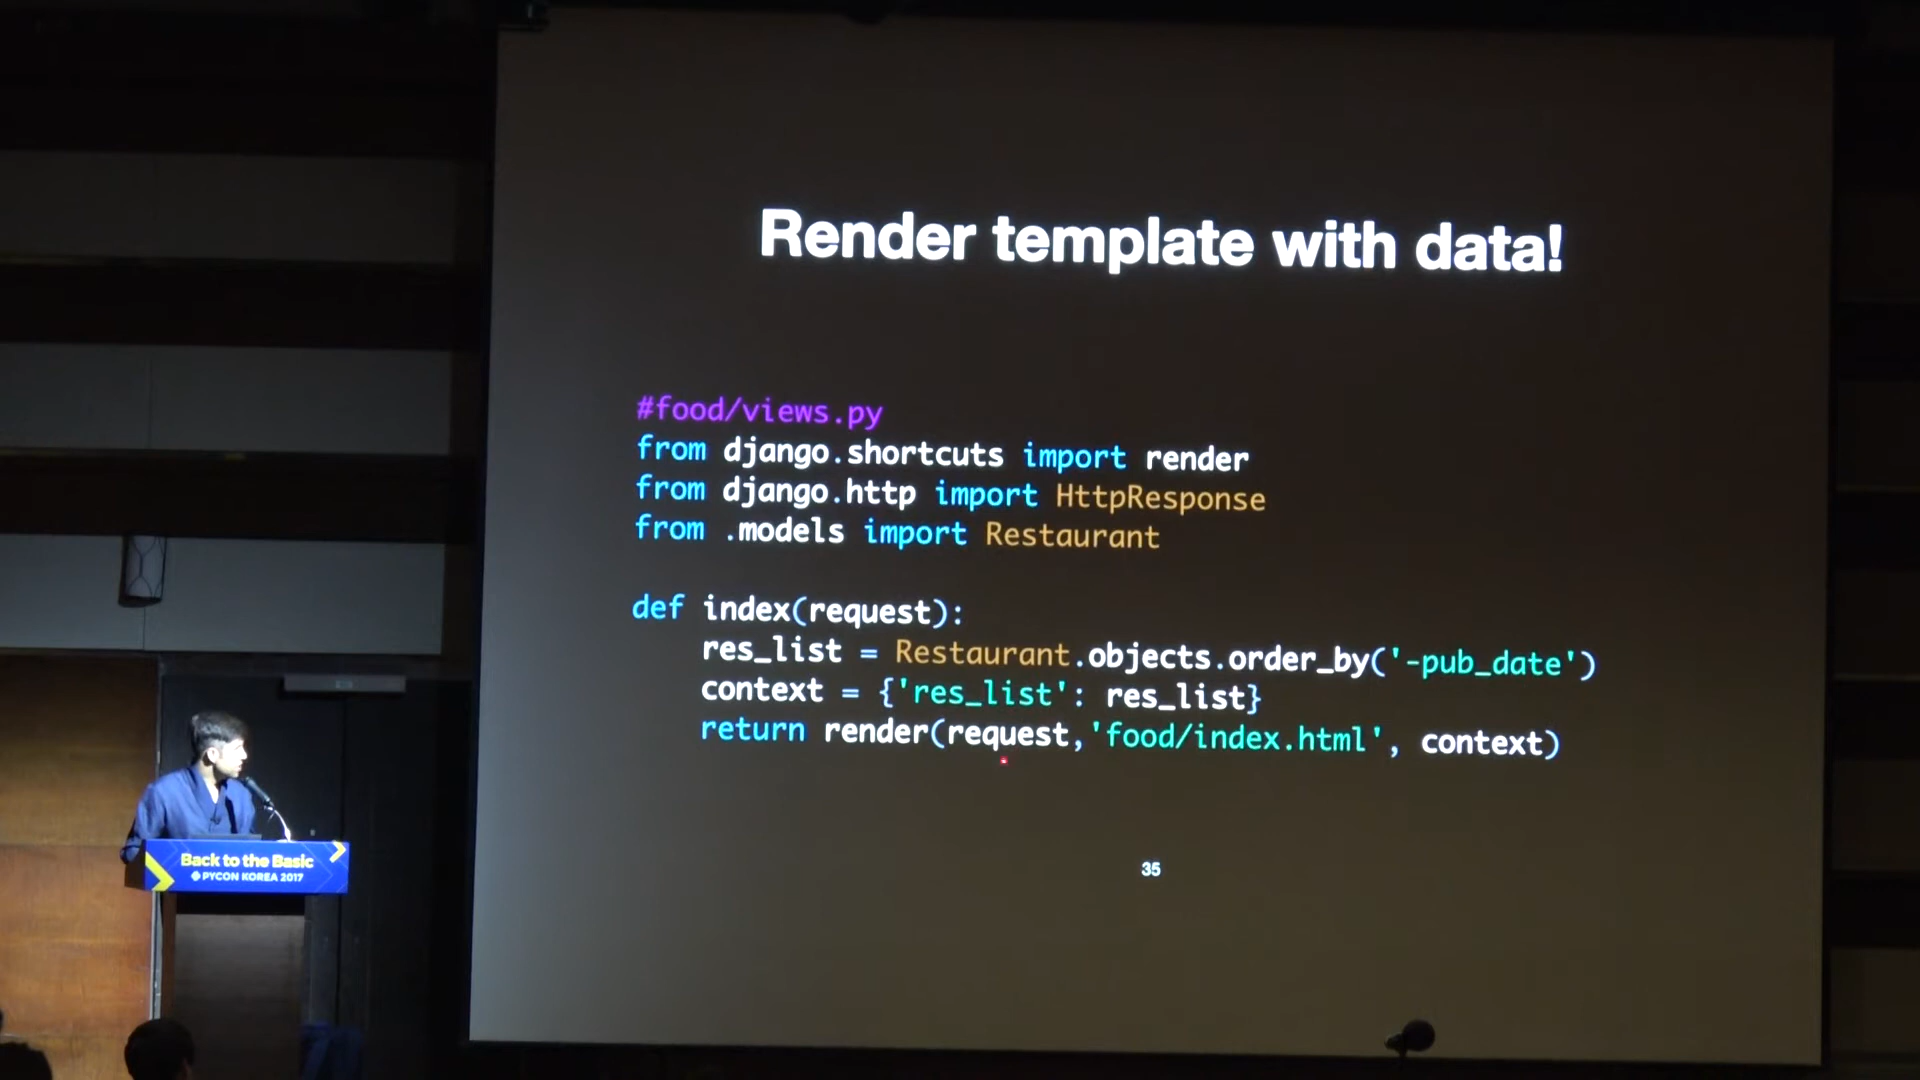 Render template with data!
#food/views.py
from django.shortcuts import render
from django.http import HttpResponse
from .models import Restaurant
def index(request):
    res_list = Restaurant.objects.order_by('-pub_date')
    context = {'res_list': res_list}
    return render(request,'food/index.html', context)
35
Back to the Basic
PYCON KOREA 2017